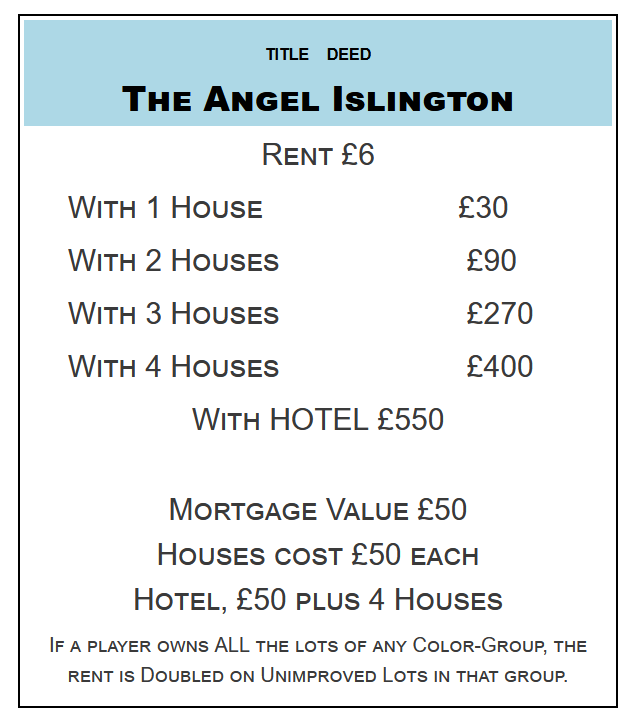 TITLE DEED
THE ANGEL ISLINGTON
RENT £6
WITH 1 HOUSE £30
WITH 2 HOUSES £90
WITH 3 HOUSES £270
WITH 4 HOUSES £400
WITH HOTEL £550
MORTGAGE VALUE £50
HOUSES COST £50 EACH
HOTEL, £50 PLUS 4 HOUSES
IF A PLAYER OWNS ALL THE LOTS OF ANY COLOR-GROUP, THE
RENT IS DOUBLED ON UNIMPROVED LOTS IN THAT GROUP.